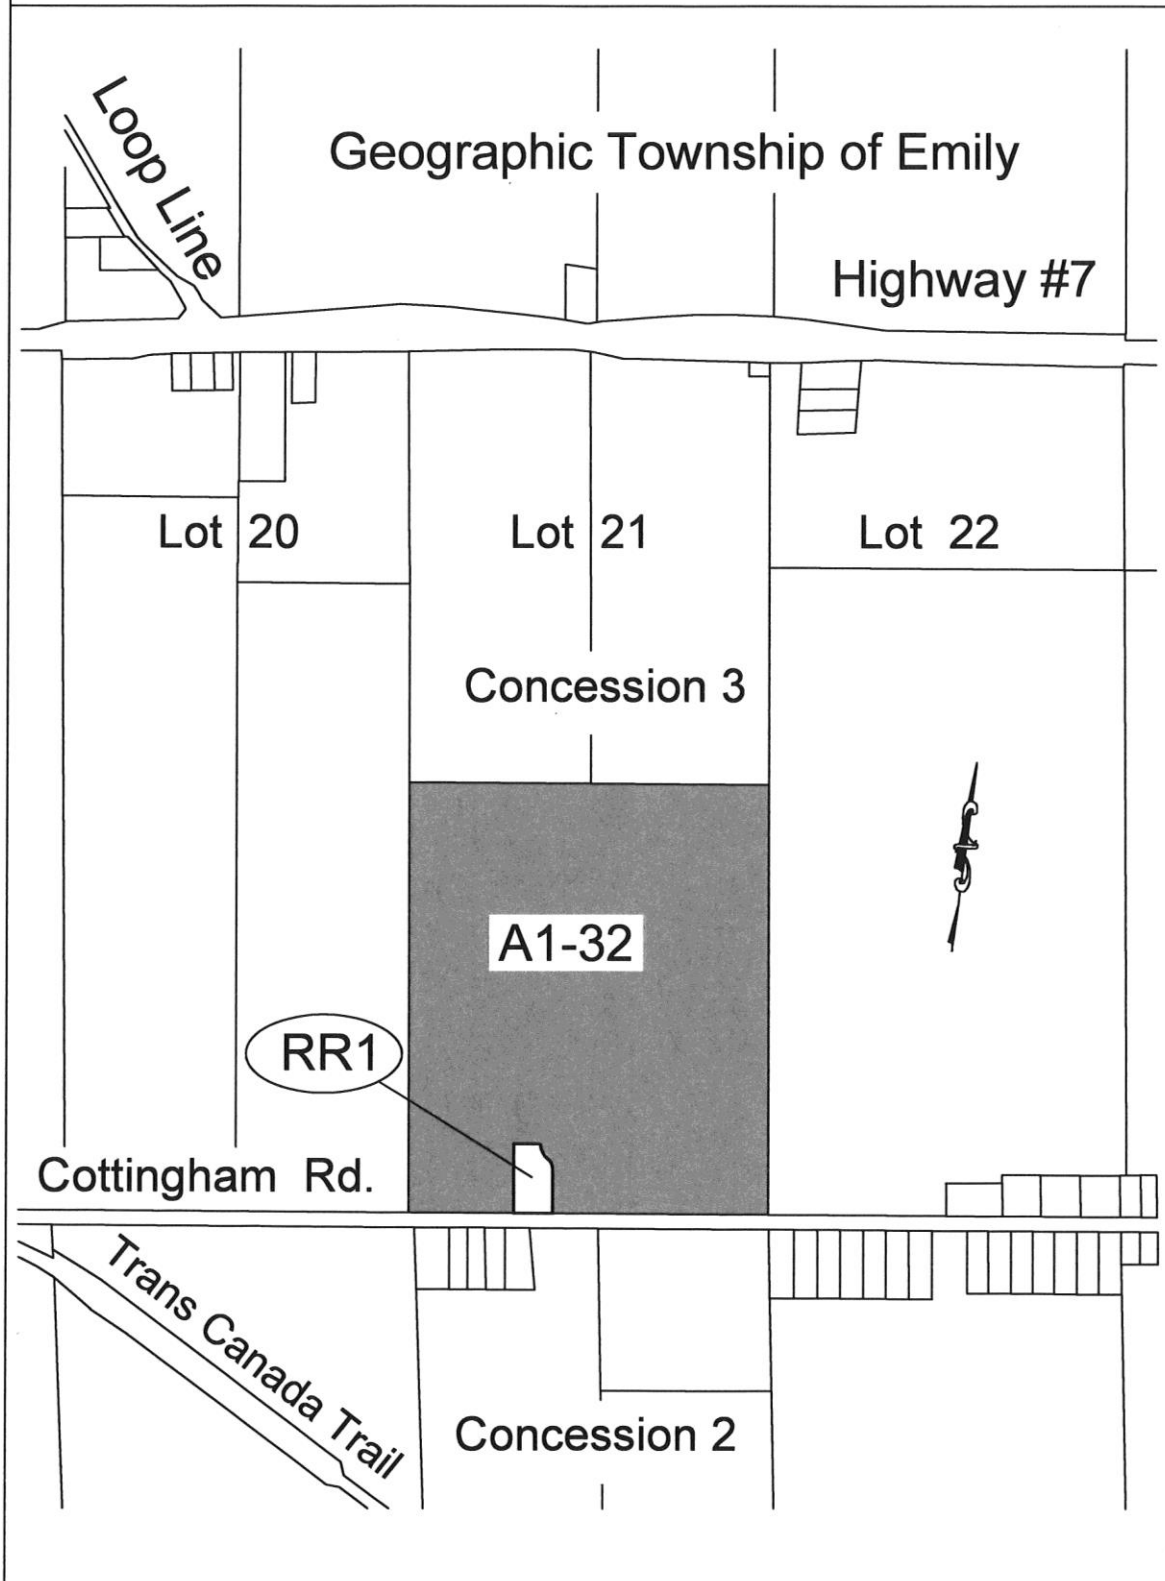 Loop Line
Geographic Township of Emily
Highway #7
Lot 20
Lot 21
Lot 22
Concession 3
A1-32
RR1
Cottingham Rd.
Trans Canada Trail
Concession 2